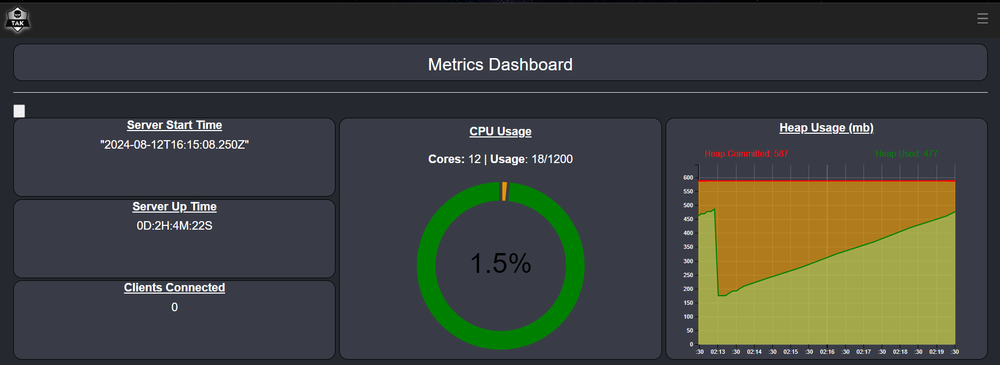 TAK
Metrics Dashboard
Server Start Time
"2024-08-12T16:15:08.250Z"
Server Up Time
0D:2H:4M:22S
Clients Connected
0
CPU Usage
Cores: 12 | Usage: 18/1200
1.5%
Heap Usage (mb)
Heap Committed: 587 Heap Used: 477
600
550
500
450
400
350
300
250
200
150
100
50
0
:30 02:13 :30 02:14 :30 02:15 :30 02:16 :30 02:17 :30 02:18 :30 02:19 :30